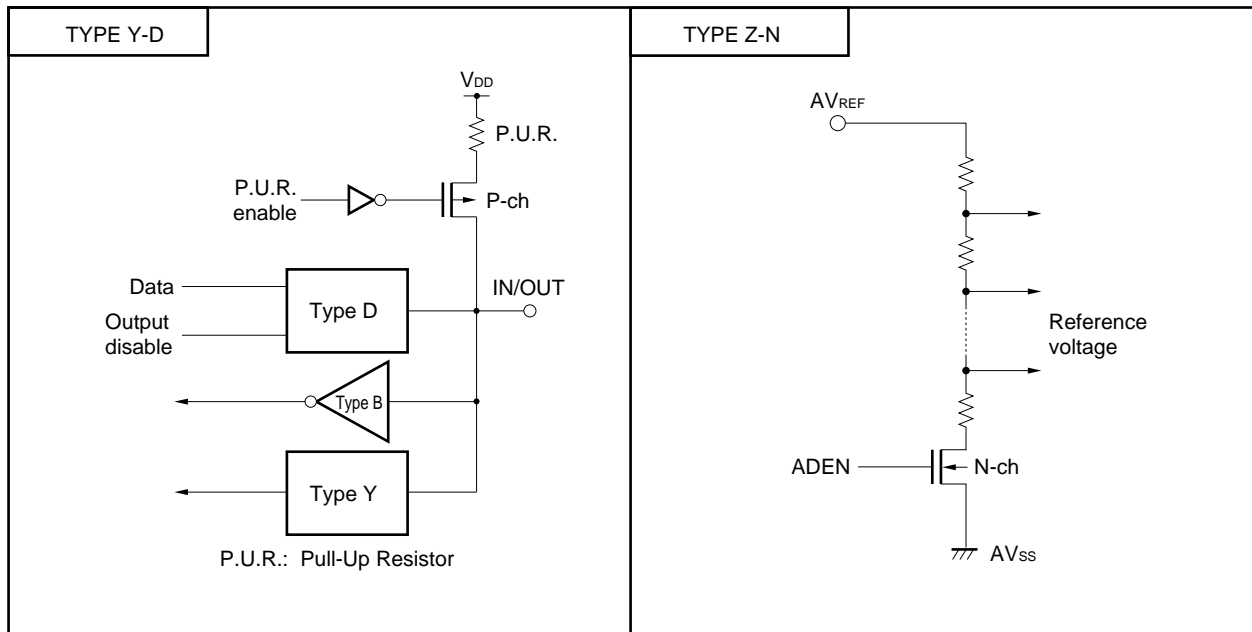 TYPE Y-D
VDD
P.U.R.
P.U.R.
enable
P-ch
Data
Output
disable
Type D
IN/OUT
Type B
Type Y
P.U.R.: Pull-Up Resistor
TYPE Z-N
AVREF
Reference
voltage
ADEN
N-ch
AVSS